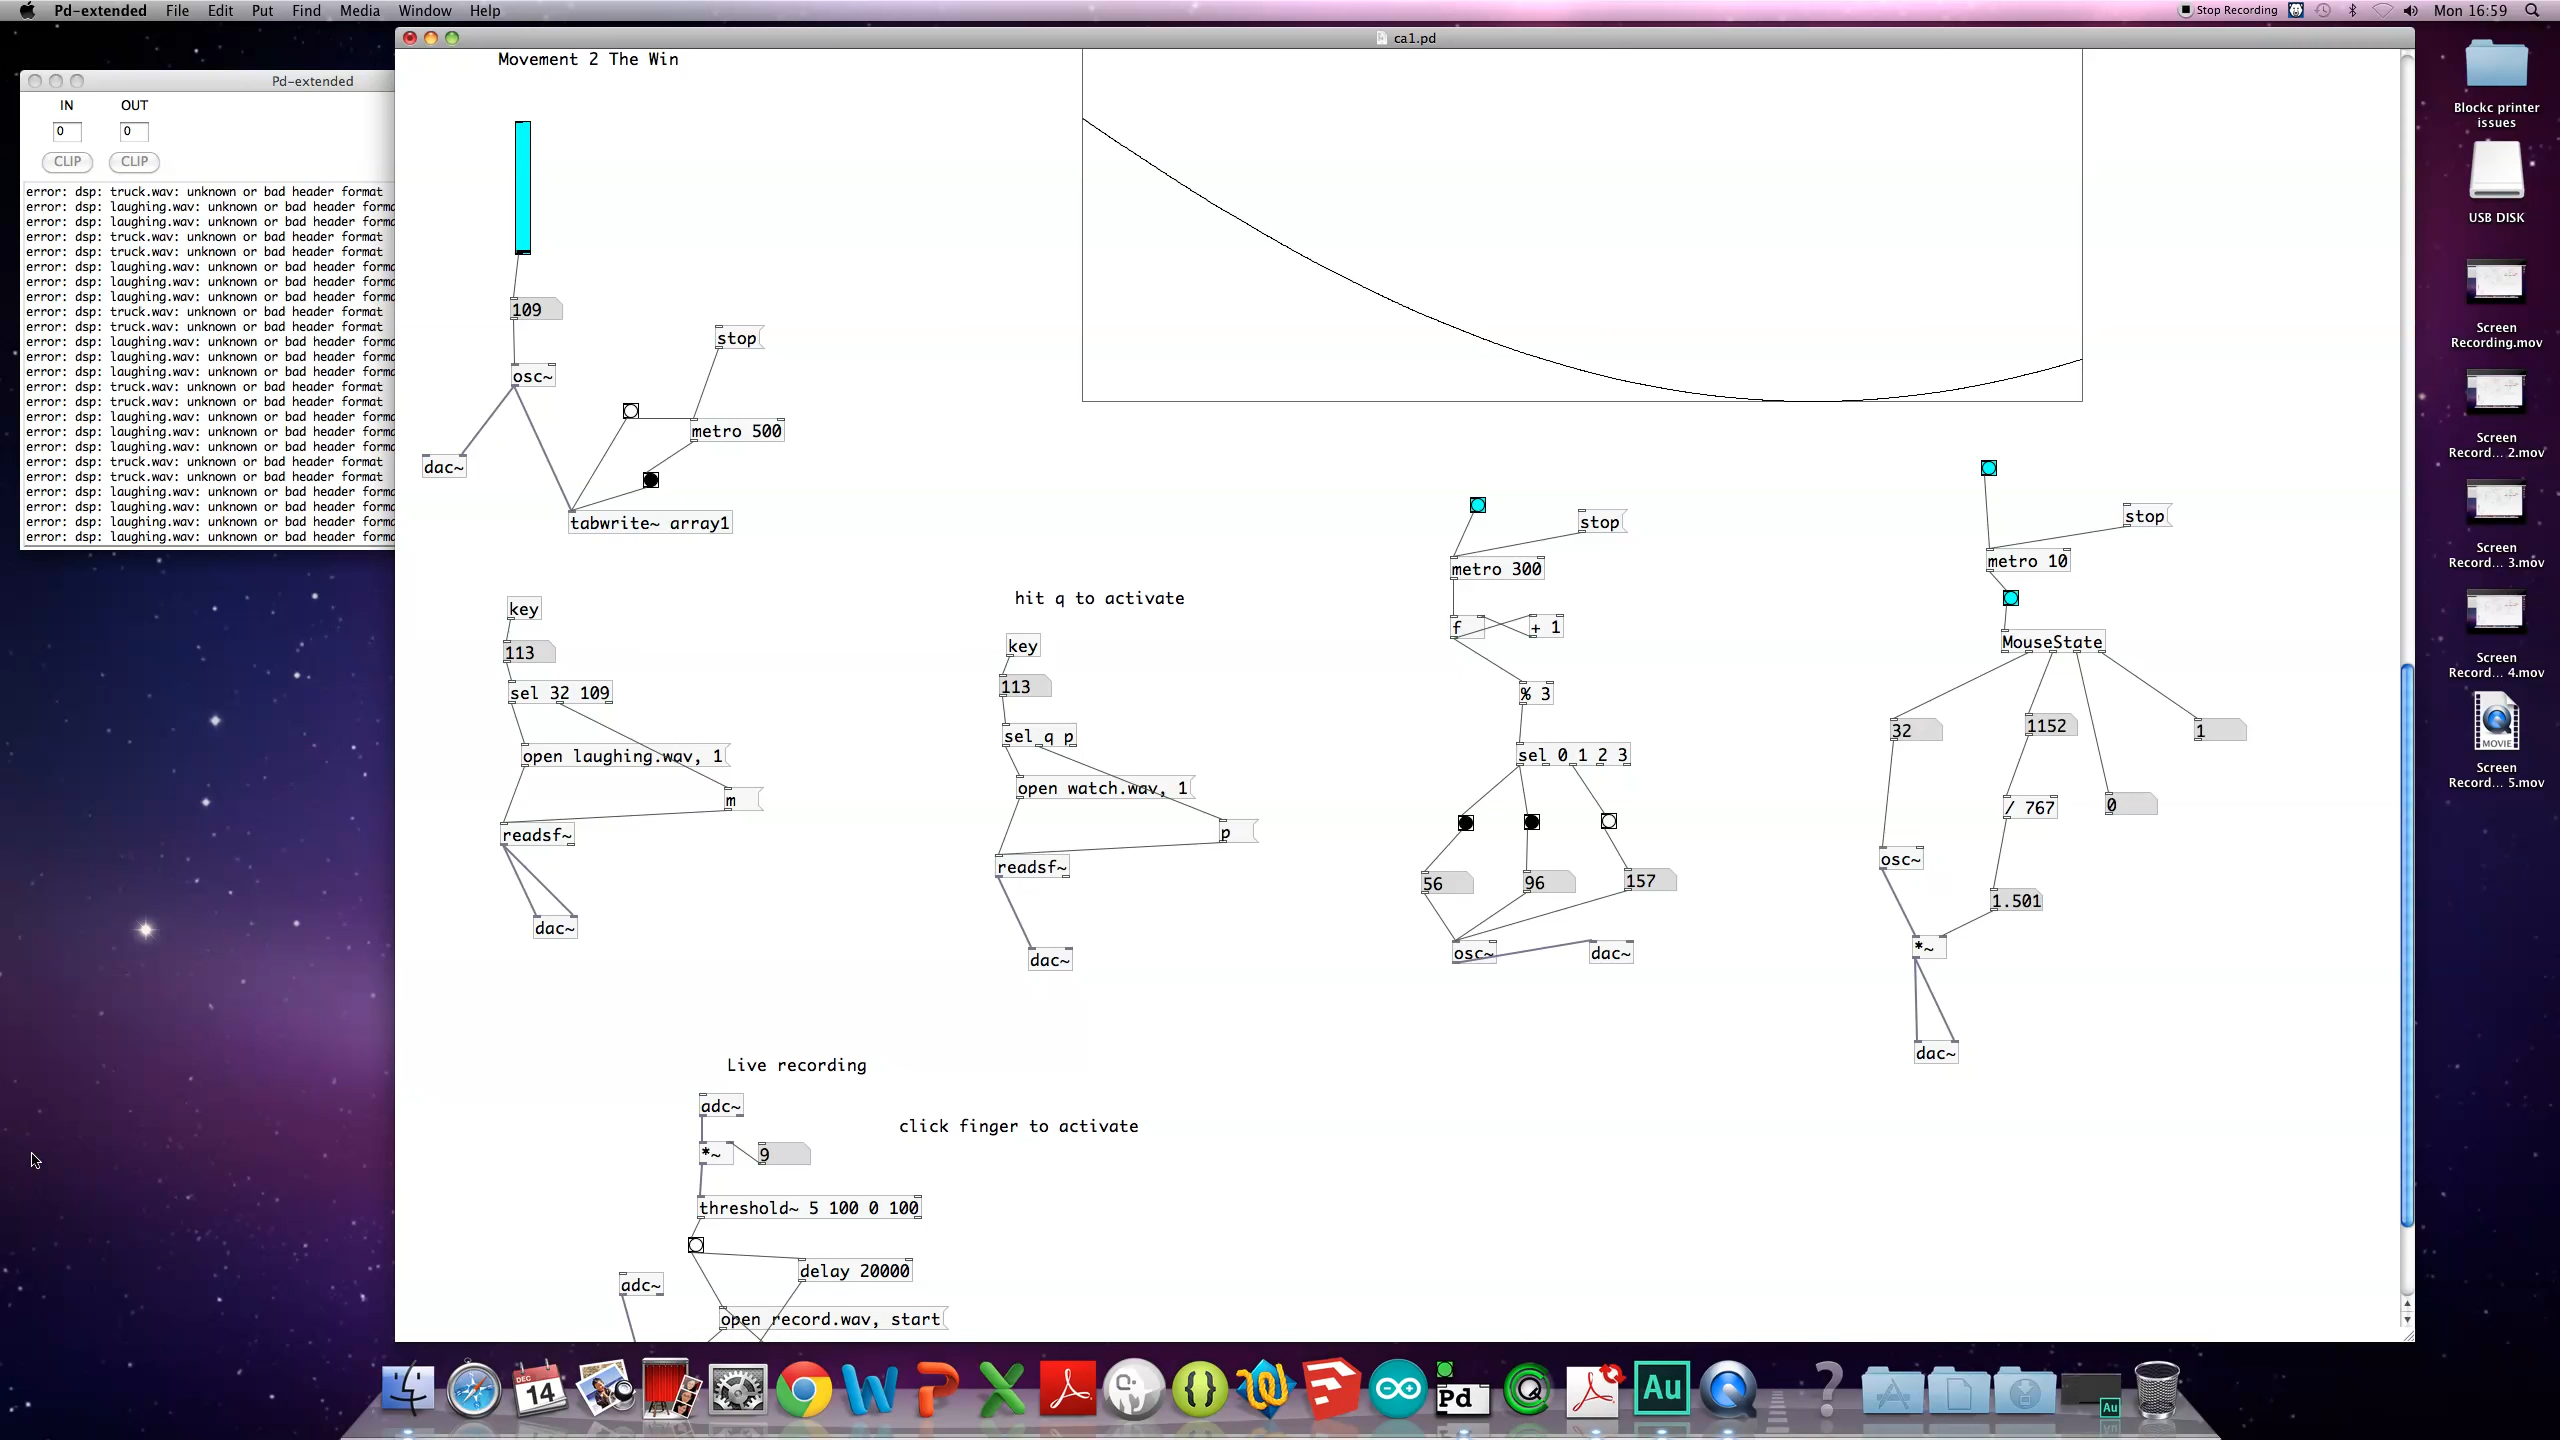 Pd-extended File Edit Put Find Media Window Help
Stop Recording Mon 16:59
Pd-extended
IN OUT
0 0
CLIP CLIP
error: dsp: truck.wav: unknown or bad header format
error: dsp: laughing.wav: unknown or bad header forma
error: dsp: laughing.wav: unknown or bad header forma
error: dsp: truck.wav: unknown or bad header format
error: dsp: truck.wav: unknown or bad header format
error: dsp: laughing.wav: unknown or bad header forma
error: dsp: laughing.wav: unknown or bad header forma
error: dsp: laughing.wav: unknown or bad header forma
error: dsp: truck.wav: unknown or bad header format
error: dsp: truck.wav: unknown or bad header format
error: dsp: laughing.wav: unknown or bad header forma
error: dsp: laughing.wav: unknown or bad header forma
error: dsp: laughing.wav: unknown or bad header forma
error: dsp: truck.wav: unknown or bad header format
error: dsp: truck.wav: unknown or bad header format
error: dsp: laughing.wav: unknown or bad header forma
error: dsp: laughing.wav: unknown or bad header forma
error: dsp: laughing.wav: unknown or bad header forma
error: dsp: truck.wav: unknown or bad header format
error: dsp: truck.wav: unknown or bad header format
error: dsp: laughing.wav: unknown or bad header forma
error: dsp: laughing.wav: unknown or bad header forma
error: dsp: laughing.wav: unknown or bad header forma
error: dsp: laughing.wav: unknown or bad header forma
ca1.pd
Movement 2 The Win
109
stop
osc~
metro 500
dac~
tabwrite~ array1
key
113
sel 32 109
open laughing.wav, 1
m
readsf~
dac~
hit q to activate
key
113
sel q p
open watch.wav, 1
p
readsf~
dac~
stop
metro 300
f + 1
% 3
sel 0 1 2 3
56 96 157
osc~ dac~
stop
metro 10
MouseState
32 1152 1
/ 767 0
osc~
1.501
*~
dac~
Live recording
adc~
click finger to activate
*~ 9
threshold~ 5 100 0 100
delay 20000
adc~
open record.wav, start
Blockc printer
issues
USB DISK
Screen
Recording.mov
Screen
Record... 2.mov
Screen
Record... 3.mov
Screen
Record... 4.mov
MOVIE
Screen
Record... 5.mov
DEC
14
W P X
Pd
Au
?
Au